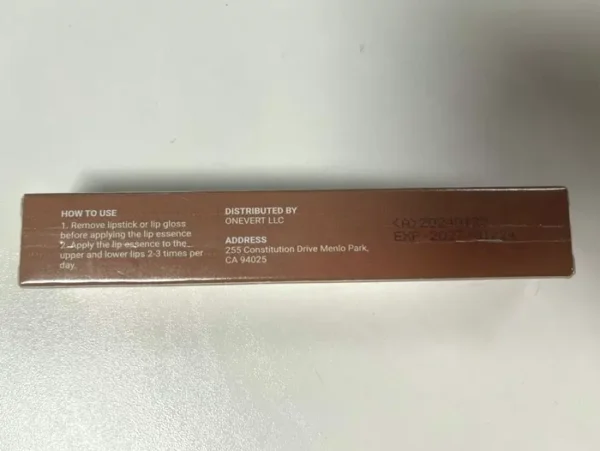 HOW TO USE
1. Remove lipstick or lip gloss
before applying the lip essence
2. Apply the lip essence to the
upper and lower lips 2-3 times per
day.
DISTRIBUTED BY
ONEVERT LLC
ADDRESS
255 Constitution Drive Menlo Park,
CA 94025
EXP